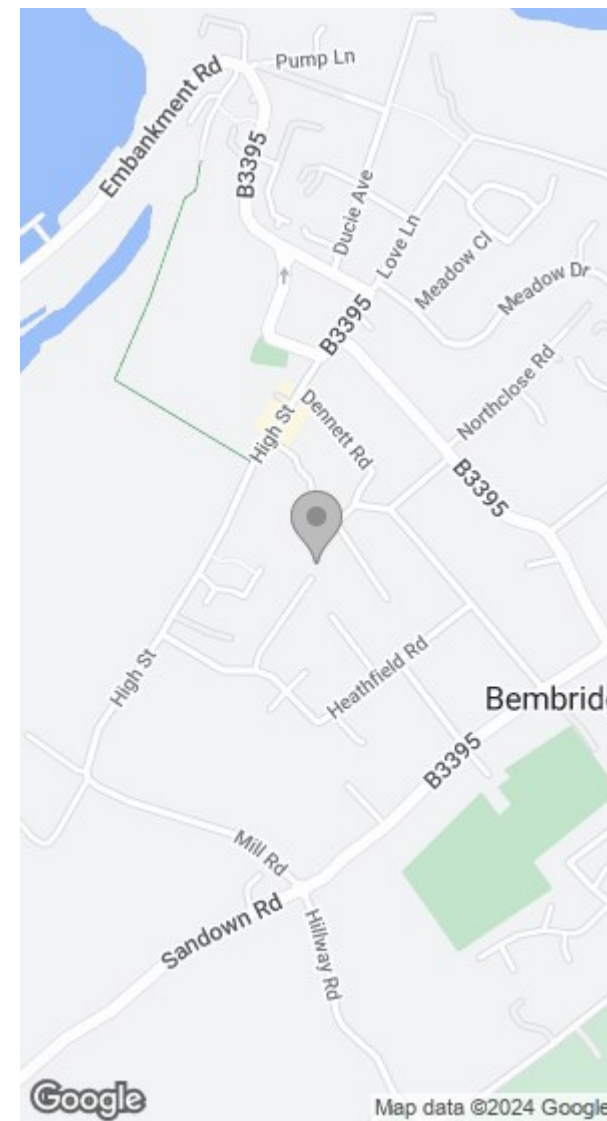 Pump Ln
Embankment Rd
B3395
Ducie Ave
Love Ln
Meadow Cl
Meadow Dr
B3395
Northclose Rd
Dennett Rd
High St
B3395
High St
Heathfield Rd
Bembridg
B3395
Mill Rd
Sandown Rd
Hillway Rd
Google
Map data ©2024 Google